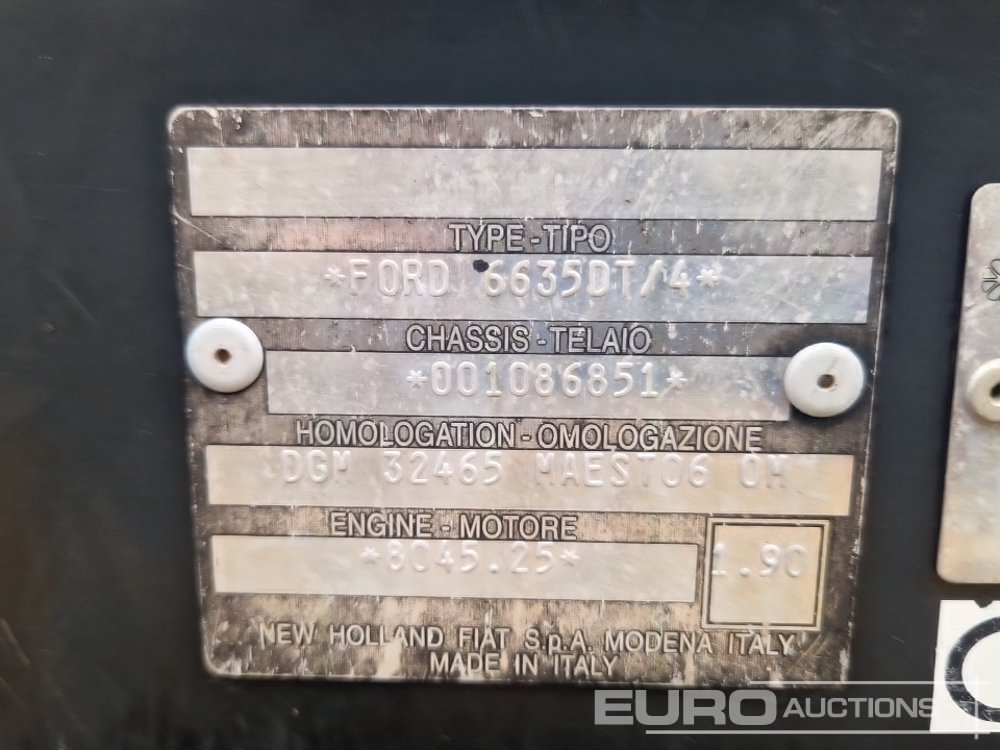 TYPE - TIPO
*FORD 6635DT/4*
CHASSIS - TELAIO
*001086851*
HOMOLOGATION - OMOLOGAZIONE
DGM 32465 MAEST06 OM
ENGINE - MOTORE
*8045.25*
1.90
NEW HOLLAND FIAT S.p.A. MODENA ITALY
MADE IN ITALY
EURO AUCTIONS